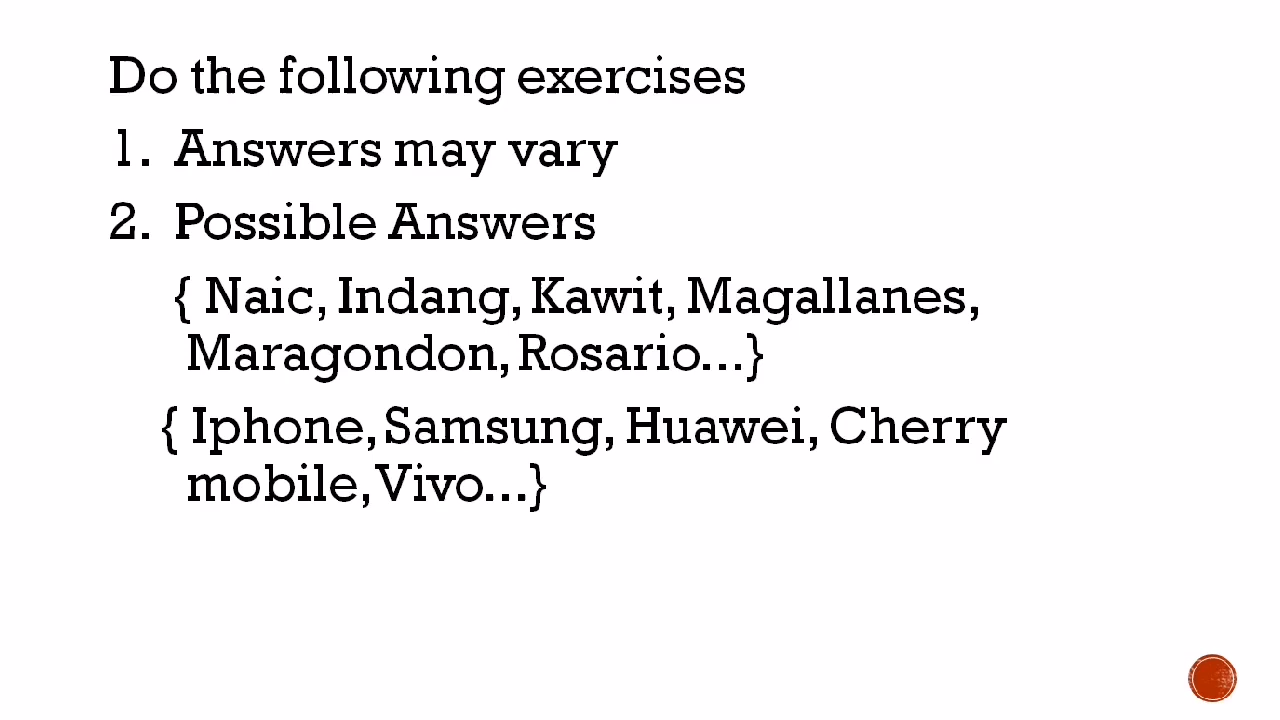 Do the following exercises
1. Answers may vary
2. Possible Answers
{ Naic, Indang, Kawit, Magallanes,
Maragondon, Rosario...}
{ Iphone, Samsung, Huawei, Cherry
mobile, Vivo...}